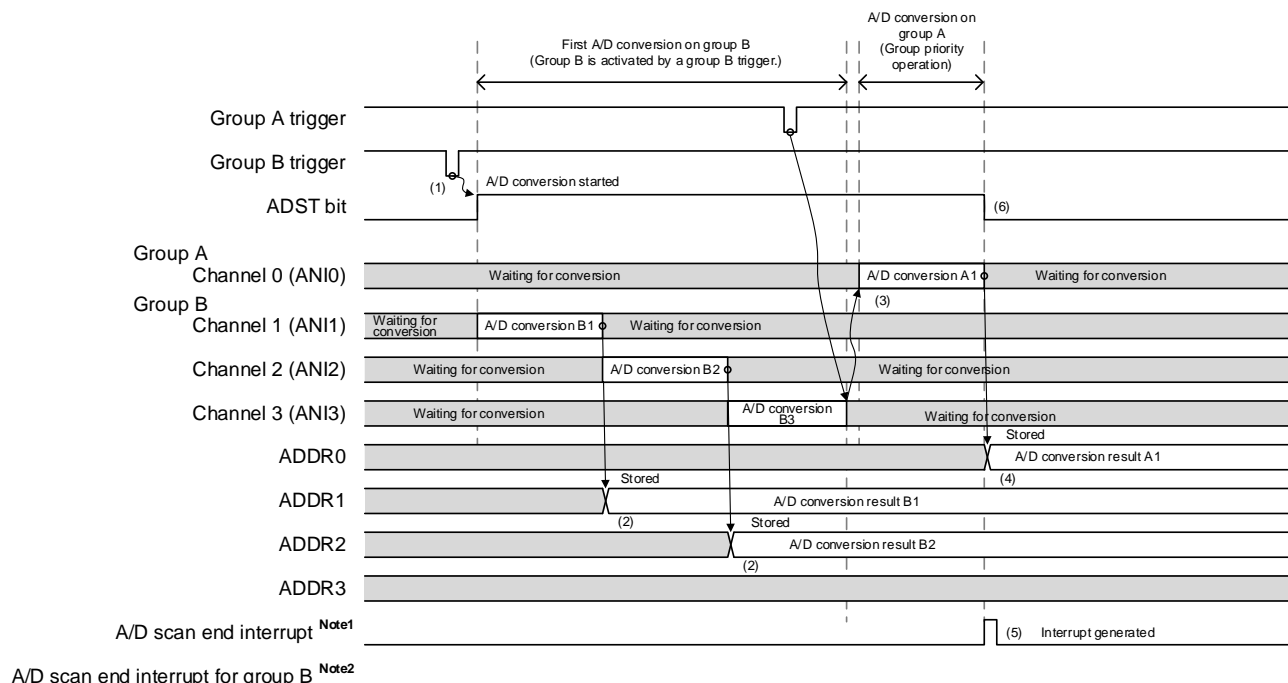 A/D conversion on
group A
(Group priority
operation)
First A/D conversion on group B
(Group B is activated by a group B trigger.)
Group A trigger
Group B trigger
(1)
A/D conversion started
ADST bit
(6)
Group A
Channel 0 (ANI0)
Waiting for conversion
A/D conversion A1
Waiting for conversion
(3)
Group B
Channel 1 (ANI1)
Waiting for
conversion
A/D conversion B1
Waiting for conversion
Channel 2 (ANI2)
Waiting for conversion
A/D conversion B2
Waiting for conversion
Channel 3 (ANI3)
Waiting for conversion
A/D conversion
B3
Waiting for conversion
Stored
ADDR0
A/D conversion result A1
(4)
Stored
ADDR1
A/D conversion result B1
(2)
Stored
ADDR2
A/D conversion result B2
(2)
ADDR3
A/D scan end interrupt Note1
(5) Interrupt generated
A/D scan end interrupt for group B Note2